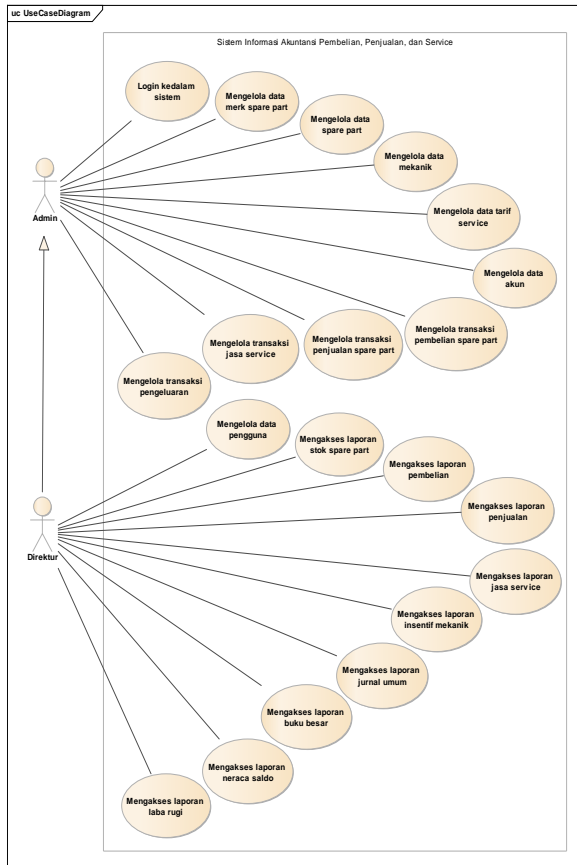 uc UseCaseDiagram
Sistem Informasi Akuntansi Pembelian, Penjualan, dan Service
Login kedalam
sistem
Mengelola data
merk spare part
Mengelola data
spare part
Mengelola data
mekanik
Mengelola data tarif
service
Mengelola data
akun
Mengelola transaksi
pembelian spare part
Mengelola transaksi
penjualan spare part
Mengelola transaksi
jasa service
Mengelola transaksi
pengeluaran
Admin
Mengelola data
pengguna
Mengakses laporan
stok spare part
Mengakses laporan
pembelian
Mengakses laporan
penjualan
Mengakses laporan
jasa service
Mengakses laporan
insentif mekanik
Mengakses laporan
jurnal umum
Mengakses laporan
buku besar
Mengakses laporan
neraca saldo
Mengakses laporan
laba rugi
Direktur